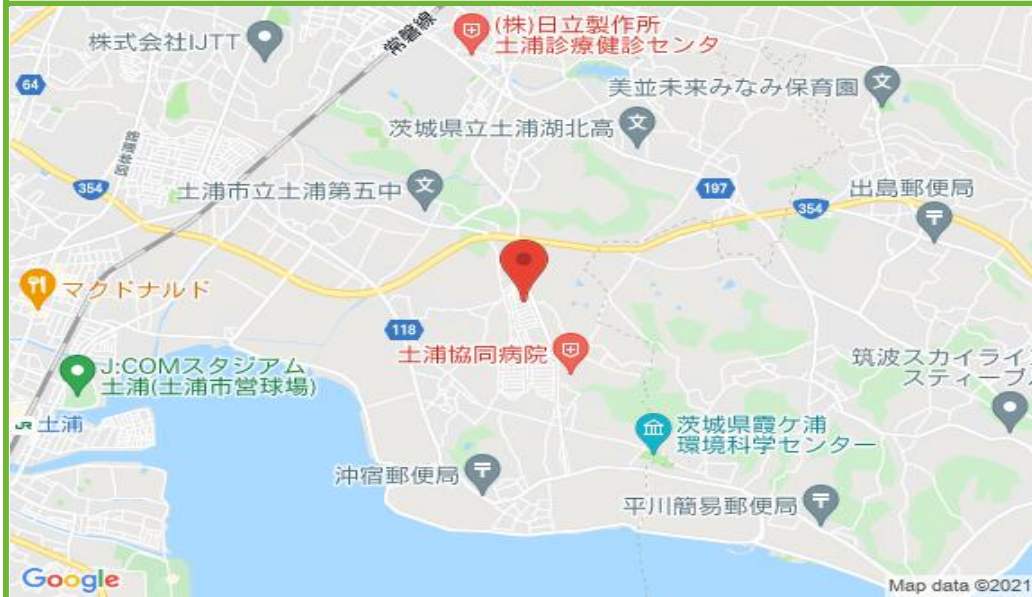 株式会社IJTT
常磐線
(株)日立製作所
土浦診療健診センタ
64
美並未来みなみ保育園
茨城県立土浦湖北高
国体道路
354
土浦市立土浦第五中
197
出島郵便局
354
マクドナルド
118
土浦協同病院
J:COMスタジアム
土浦(土浦市営球場)
筑波スカイライ
スティーブ
JR 土浦
茨城県霞ケ浦
環境科学センター
沖宿郵便局
平川簡易郵便局
Google
Map data ©2021